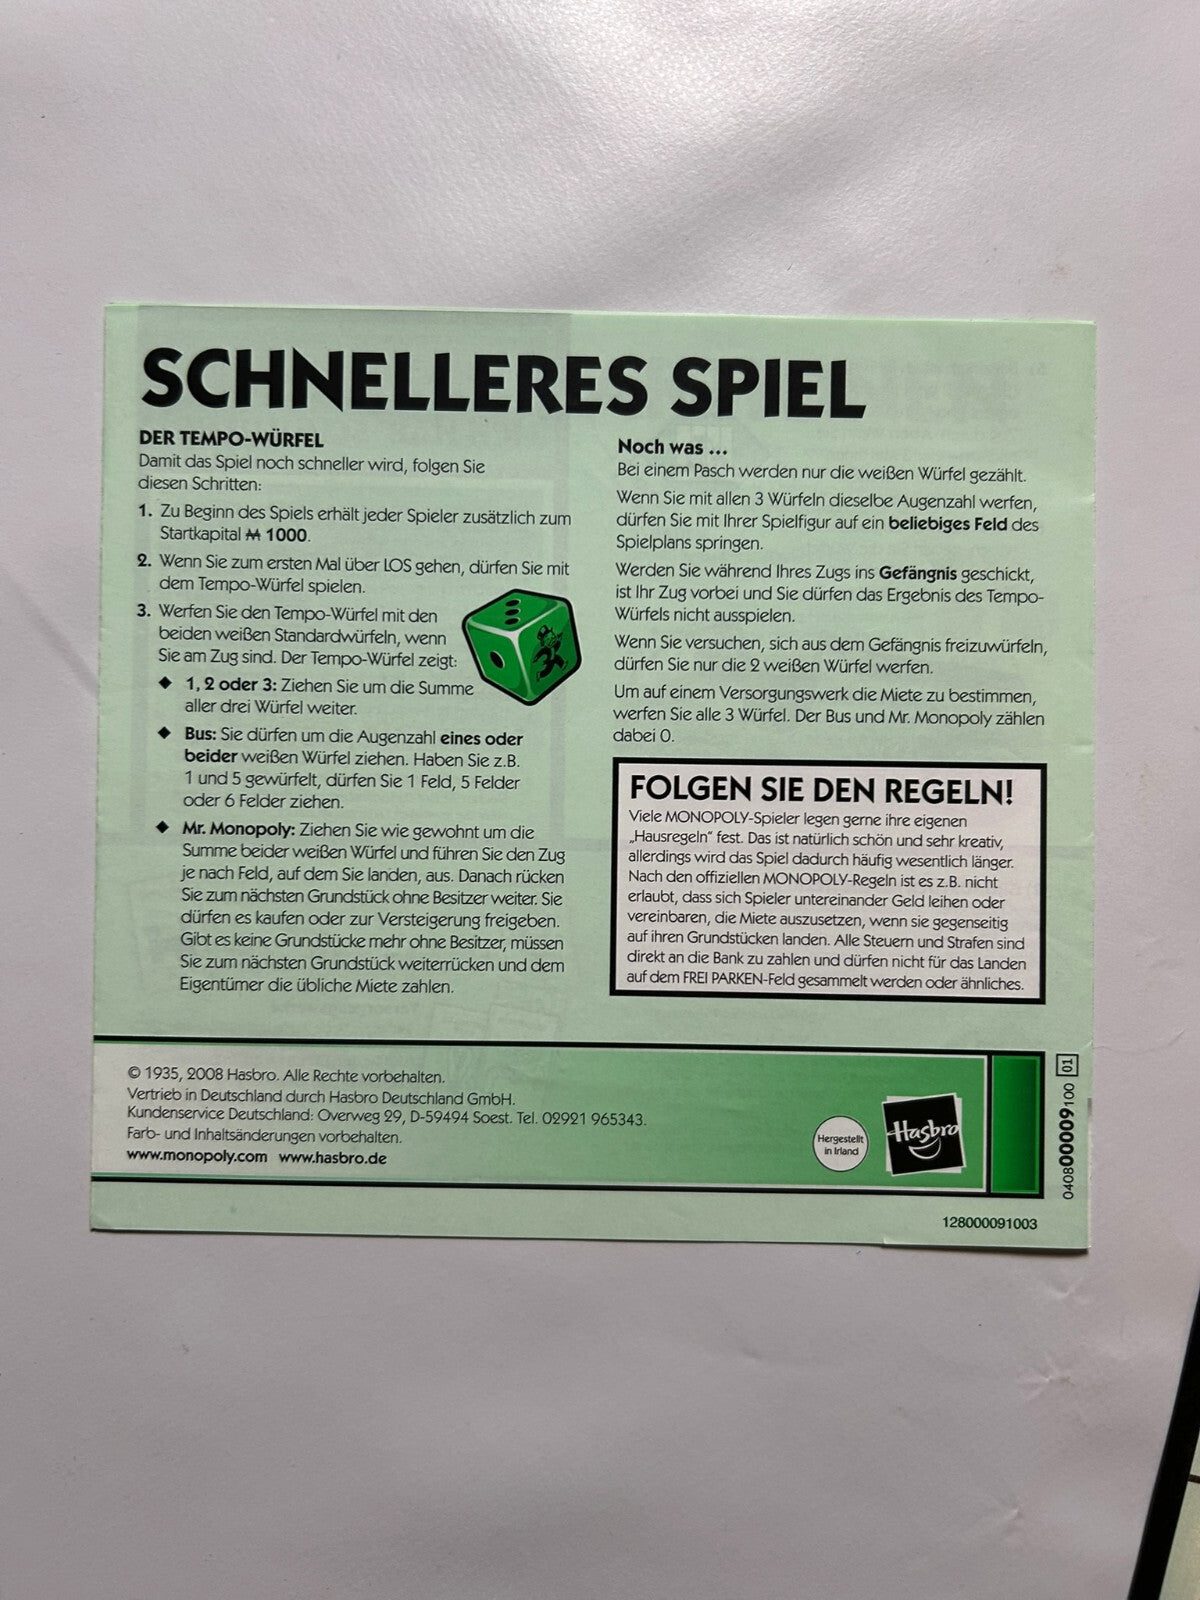 SCHNELLERES SPIEL
DER TEMPO-WÜRFEL
Damit das Spiel noch schneller wird, folgen Sie
diesen Schritten:
1. Zu Beginn des Spiels erhält jeder Spieler zusätzlich zum
Startkapital M 1000.
2. Wenn Sie zum ersten Mal über LOS gehen, dürfen Sie mit
dem Tempo-Würfel spielen.
3. Werfen Sie den Tempo-Würfel mit den
beiden weißen Standardwürfeln, wenn
Sie am Zug sind. Der Tempo-Würfel zeigt:
◆ 1, 2 oder 3: Ziehen Sie um die Summe
aller drei Würfel weiter.
◆ Bus: Sie dürfen um die Augenzahl eines oder
beider weißen Würfel ziehen. Haben Sie z.B.
1 und 5 gewürfelt, dürfen Sie 1 Feld, 5 Felder
oder 6 Felder ziehen.
◆ Mr. Monopoly: Ziehen Sie wie gewohnt um die
Summe beider weißen Würfel und führen Sie den Zug
je nach Feld, auf dem Sie landen, aus. Danach rücken
Sie zum nächsten Grundstück ohne Besitzer weiter. Sie
dürfen es kaufen oder zur Versteigerung freigeben.
Gibt es keine Grundstücke mehr ohne Besitzer, müssen
Sie zum nächsten Grundstück weiterrücken und dem
Eigentümer die übliche Miete zahlen.
Noch was ...
Bei einem Pasch werden nur die weißen Würfel gezählt.
Wenn Sie mit allen 3 Würfeln dieselbe Augenzahl werfen,
dürfen Sie mit Ihrer Spielfigur auf ein beliebiges Feld des
Spielplans springen.
Werden Sie während Ihres Zugs ins Gefängnis geschickt,
ist Ihr Zug vorbei und Sie dürfen das Ergebnis des Tempo-
Würfels nicht ausspielen.
Wenn Sie versuchen, sich aus dem Gefängnis freizuwürfeln,
dürfen Sie nur die 2 weißen Würfel werfen.
Um auf einem Versorgungswerk die Miete zu bestimmen,
werfen Sie alle 3 Würfel. Der Bus und Mr. Monopoly zählen
dabei 0.
FOLGEN SIE DEN REGELN!
Viele MONOPOLY-Spieler legen gerne ihre eigenen
„Hausregeln" fest. Das ist natürlich schön und sehr kreativ,
allerdings wird das Spiel dadurch häufig wesentlich länger.
Nach den offiziellen MONOPOLY-Regeln ist es z.B. nicht
erlaubt, dass sich Spieler untereinander Geld leihen oder
vereinbaren, die Miete auszusetzen, wenn sie gegenseitig
auf ihren Grundstücken landen. Alle Steuern und Strafen sind
direkt an die Bank zu zahlen und dürfen nicht für das Landen
auf dem FREI PARKEN-Feld gesammelt werden oder ähnliches.
© 1935, 2008 Hasbro. Alle Rechte vorbehalten.
Vertrieb in Deutschland durch Hasbro Deutschland GmbH.
Kundenservice Deutschland: Overweg 29, D-59494 Soest. Tel. 02921 965343.
Farb- und Inhaltsänderungen vorbehalten.
www.monopoly.com www.hasbro.de
Hergestellt
in Irland
Hasbro
040800009100 01
128000091003